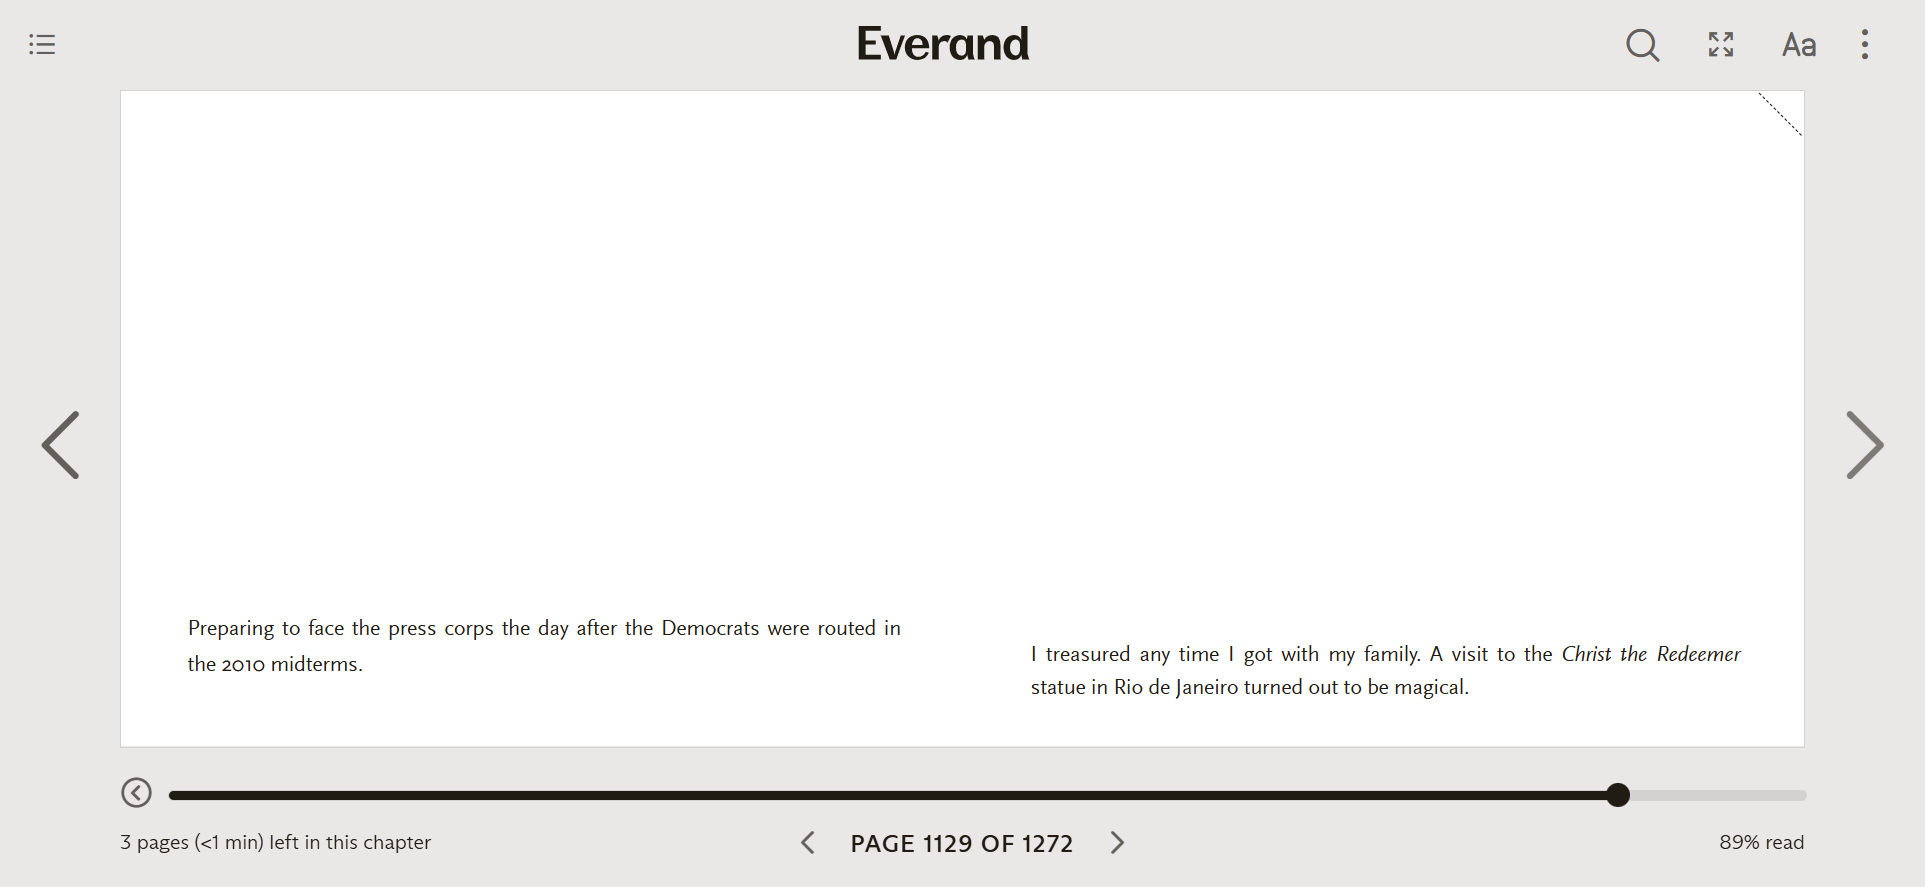 Everand
Aa
Preparing to face the press corps the day after the Democrats were routed in
the 2010 midterms.
I treasured any time I got with my family. A visit to the Christ the Redeemer
statue in Rio de Janeiro turned out to be magical.
3 pages (<1 min) left in this chapter
PAGE 1129 OF 1272
89% read